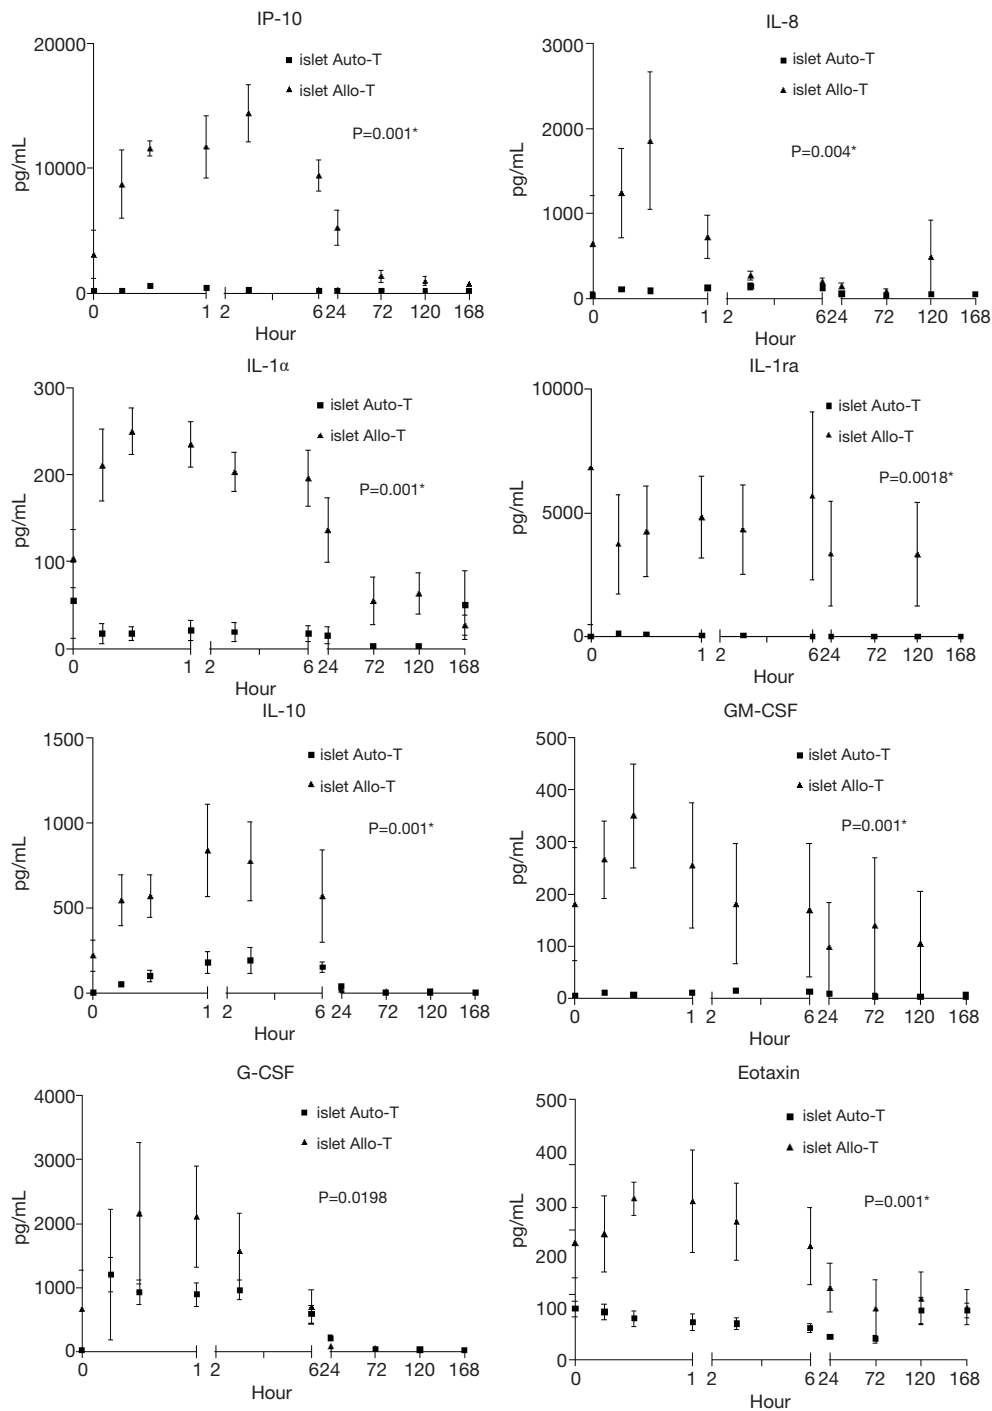 IP-10
20000
10000
0
pg/mL
islet Auto-T
islet Allo-T
P=0.001*
0 1 2 6 24 72 120 168
Hour
IL-8
3000
2000
1000
0
pg/mL
islet Auto-T
islet Allo-T
P=0.004*
0 1 2 6 24 72 120 168
Hour
IL-1α
300
200
100
0
pg/mL
islet Auto-T
islet Allo-T
P=0.001*
0 1 2 6 24 72 120 168
Hour
IL-1ra
10000
5000
0
pg/mL
islet Auto-T
islet Allo-T
P=0.0018*
0 1 2 6 24 72 120 168
Hour
IL-10
1500
1000
500
0
pg/mL
islet Auto-T
islet Allo-T
P=0.001*
0 1 2 6 24 72 120 168
Hour
GM-CSF
500
400
300
200
100
0
pg/mL
islet Auto-T
islet Allo-T
P=0.001*
0 1 2 6 24 72 120 168
Hour
G-CSF
4000
3000
2000
1000
0
pg/mL
islet Auto-T
islet Allo-T
P=0.0198
0 1 2 6 24 72 120 168
Hour
Eotaxin
500
400
300
200
100
0
pg/mL
islet Auto-T
islet Allo-T
P=0.001*
0 1 2 6 24 72 120 168
Hour